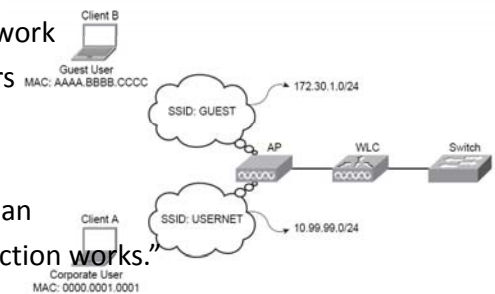 Client B
work
Guest User
rs
MAC: AAAA.BBBB.CCCC
172.30.1.0/24
SSID: GUEST
AP
WLC
Switch
an
Client A
SSID: USERNET
10.99.99.0/24
ction works.”
Corporate User
MAC: 0000.0001.0001